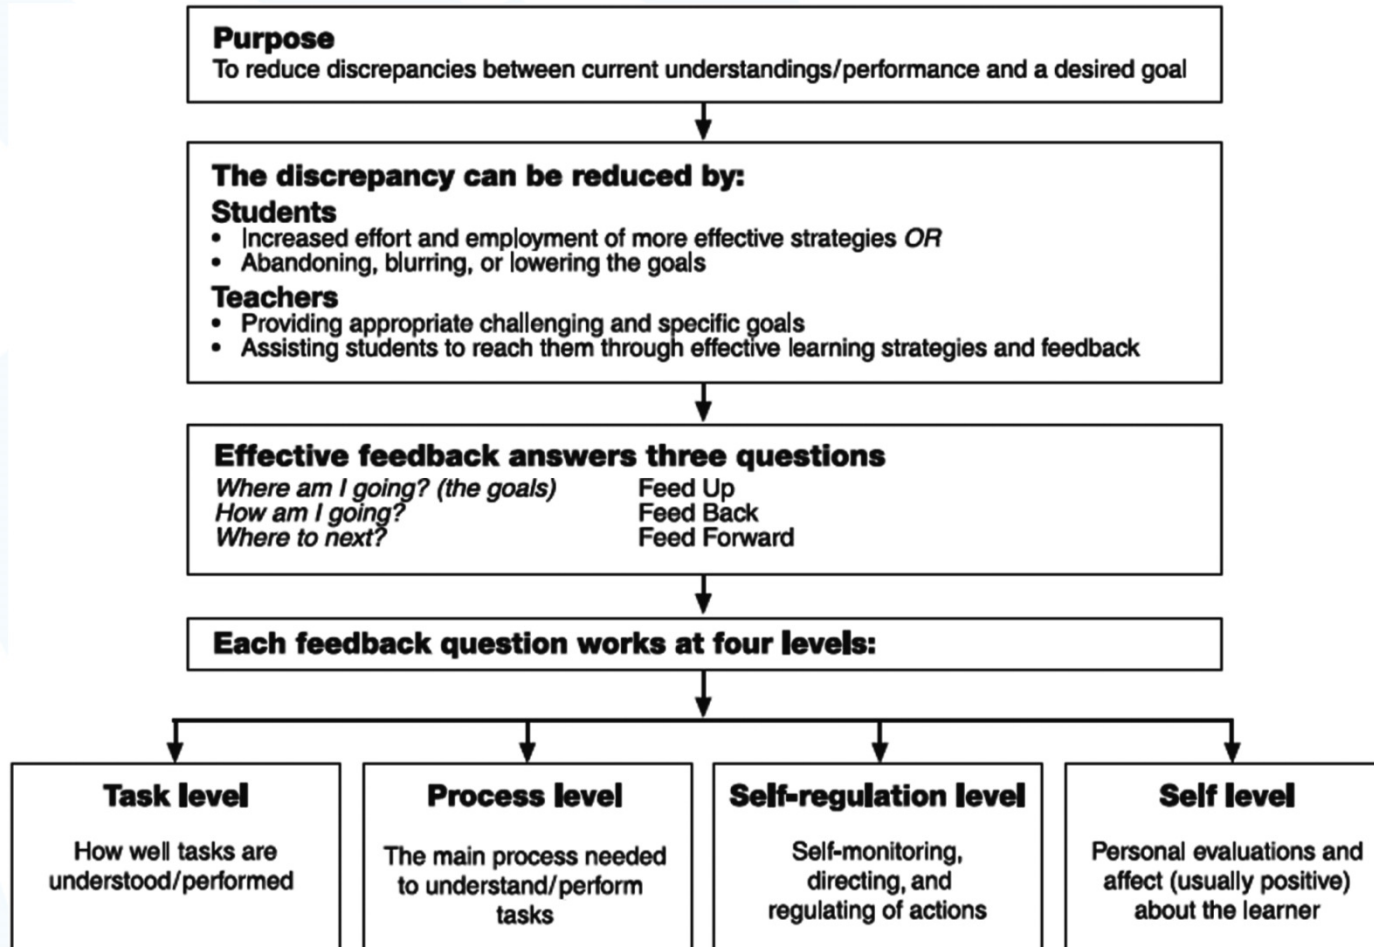 Purpose
To reduce discrepancies between current understandings/performance and a desired goal
The discrepancy can be reduced by:
Students
• Increased effort and employment of more effective strategies OR
• Abandoning, blurring, or lowering the goals
Teachers
• Providing appropriate challenging and specific goals
• Assisting students to reach them through effective learning strategies and feedback
Effective feedback answers three questions
Where am I going? (the goals) Feed Up
How am I going? Feed Back
Where to next? Feed Forward
Each feedback question works at four levels:
Task level
How well tasks are
understood/performed
Process level
The main process needed
to understand/perform
tasks
Self-regulation level
Self-monitoring,
directing, and
regulating of actions
Self level
Personal evaluations and
affect (usually positive)
about the learner